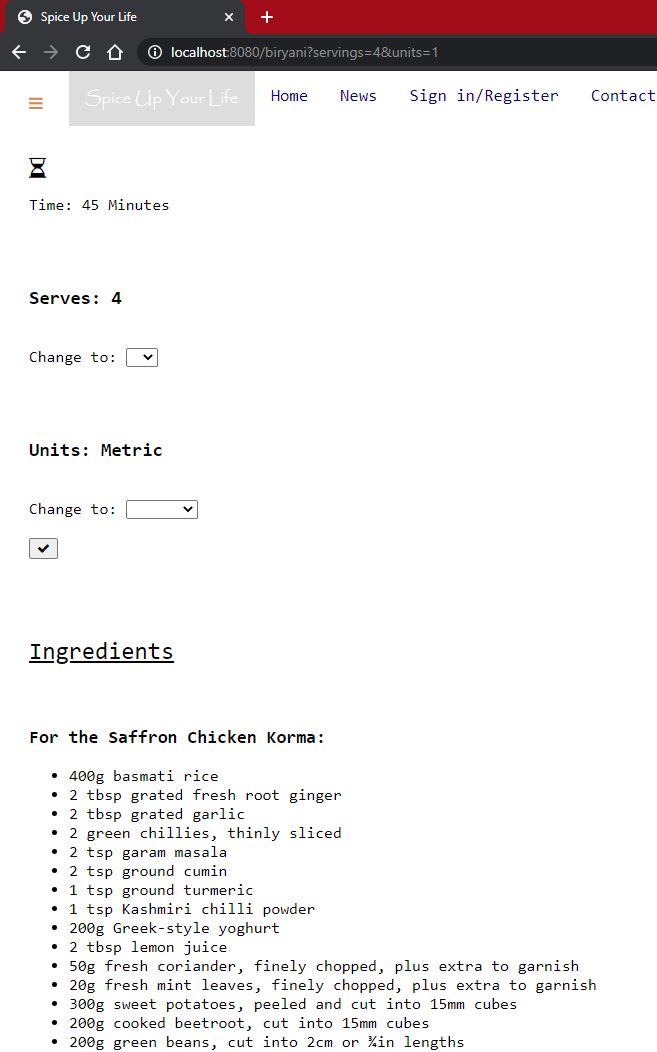 Spice Up Your Life
localhost:8080/biryani?servings=4&units=1
Spice Up Your Life Home News Sign in/Register Contact
Time: 45 Minutes
Serves: 4
Change to:
Units: Metric
Change to:
Ingredients
For the Saffron Chicken Korma:
• 400g basmati rice
• 2 tbsp grated fresh root ginger
• 2 tbsp grated garlic
• 2 green chillies, thinly sliced
• 2 tsp garam masala
• 2 tsp ground cumin
• 1 tsp ground turmeric
• 1 tsp Kashmiri chilli powder
• 200g Greek-style yoghurt
• 2 tbsp lemon juice
• 50g fresh coriander, finely chopped, plus extra to garnish
• 20g fresh mint leaves, finely chopped, plus extra to garnish
• 300g sweet potatoes, peeled and cut into 15mm cubes
• 200g cooked beetroot, cut into 15mm cubes
• 200g green beans, cut into 2cm or ¾in lengths